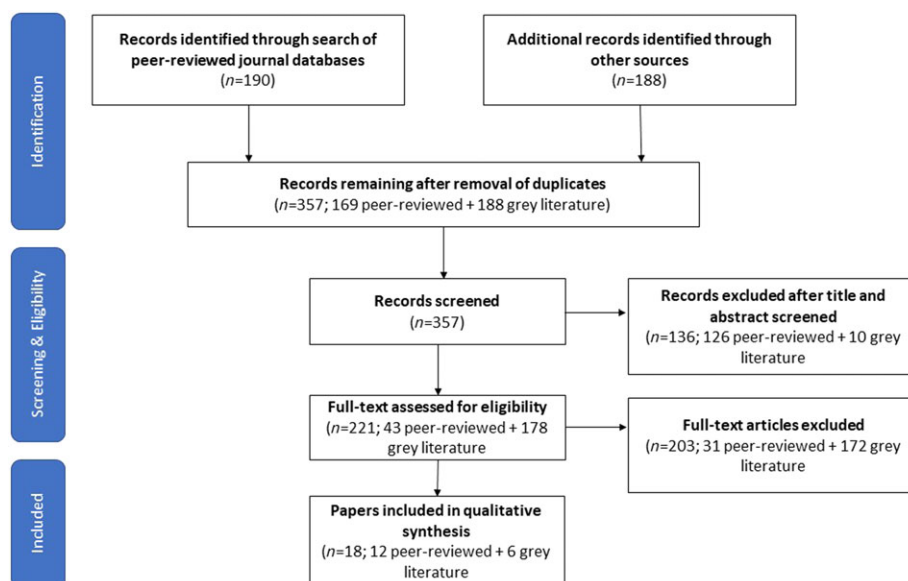 Identification
Records identified through search of
peer-reviewed journal databases
(n=190)
Additional records identified through
other sources
(n=188)
Records remaining after removal of duplicates
(n=357; 169 peer-reviewed + 188 grey literature)
Screening & Eligibility
Records screened
(n=357)
Records excluded after title and
abstract screened
(n=136; 126 peer-reviewed + 10 grey
literature
Full-text assessed for eligibility
(n=221; 43 peer-reviewed + 178
grey literature
Full-text articles excluded
(n=203; 31 peer-reviewed + 172 grey
literature
Included
Papers included in qualitative
synthesis
(n=18; 12 peer-reviewed + 6 grey
literature